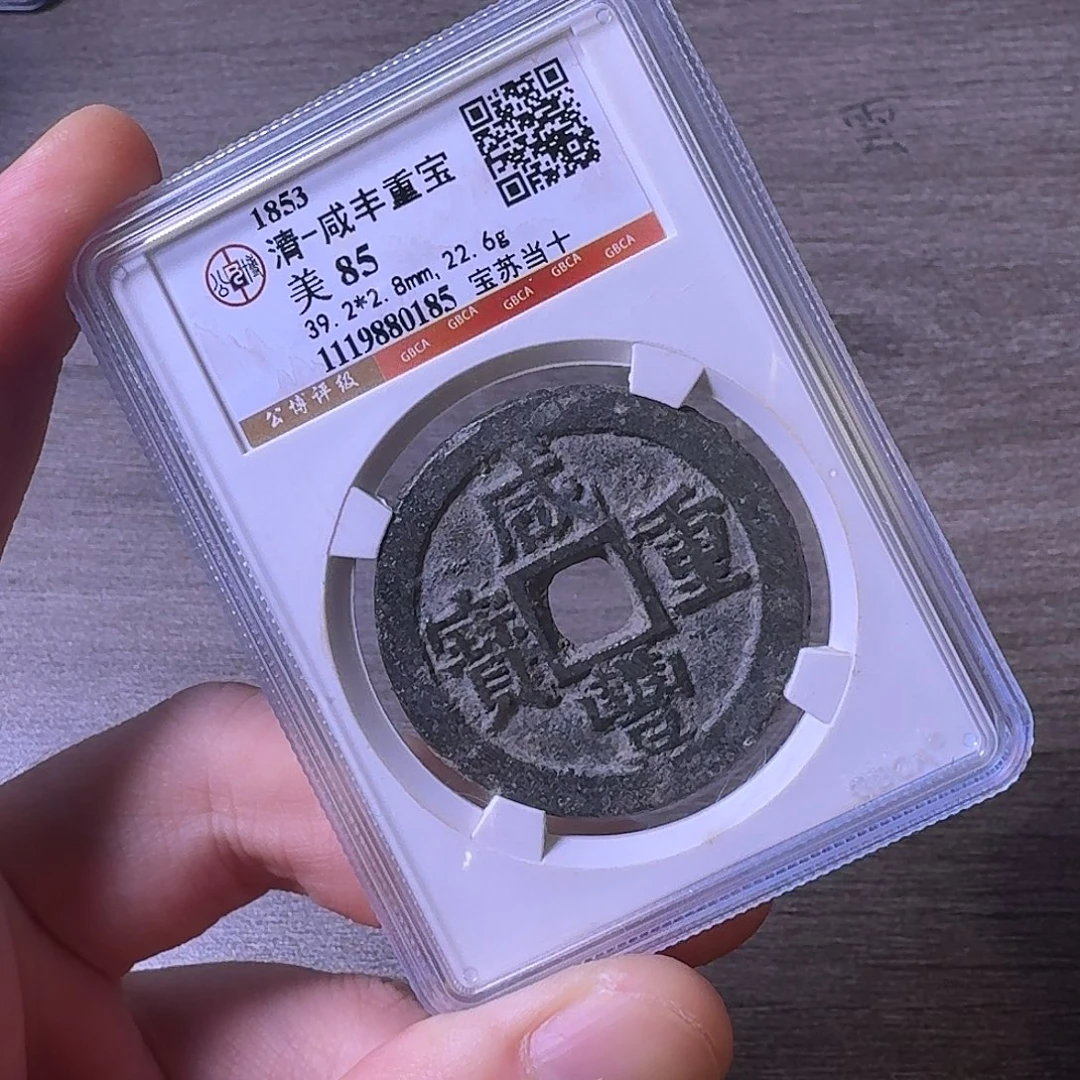 1853
清-咸丰重宝
美 85
39.2*2.8mm, 22.6g
1119880185 宝苏当十
公博评级 GBCA GBCA GBCA GBCA GBCA
咸豐重寶
GBCA